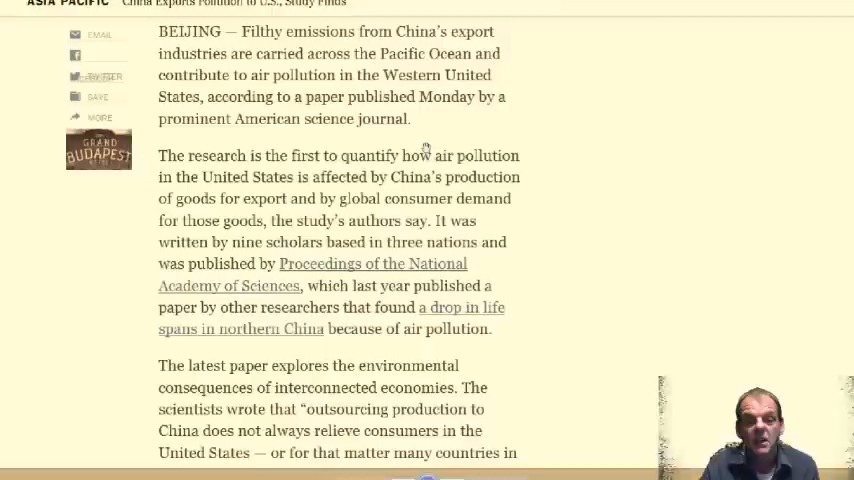 ASIA PACIFIC China Exports Pollution to U.S., Study Finds
EMAIL
TWITTER
SAVE
MORE
GRAND
BUDAPEST
BEIJING — Filthy emissions from China's export
industries are carried across the Pacific Ocean and
contribute to air pollution in the Western United
States, according to a paper published Monday by a
prominent American science journal.
The research is the first to quantify how air pollution
in the United States is affected by China's production
of goods for export and by global consumer demand
for those goods, the study's authors say. It was
written by nine scholars based in three nations and
was published by Proceedings of the National
Academy of Sciences, which last year published a
paper by other researchers that found a drop in life
spans in northern China because of air pollution.
The latest paper explores the environmental
consequences of interconnected economies. The
scientists wrote that “outsourcing production to
China does not always relieve consumers in the
United States — or for that matter many countries in